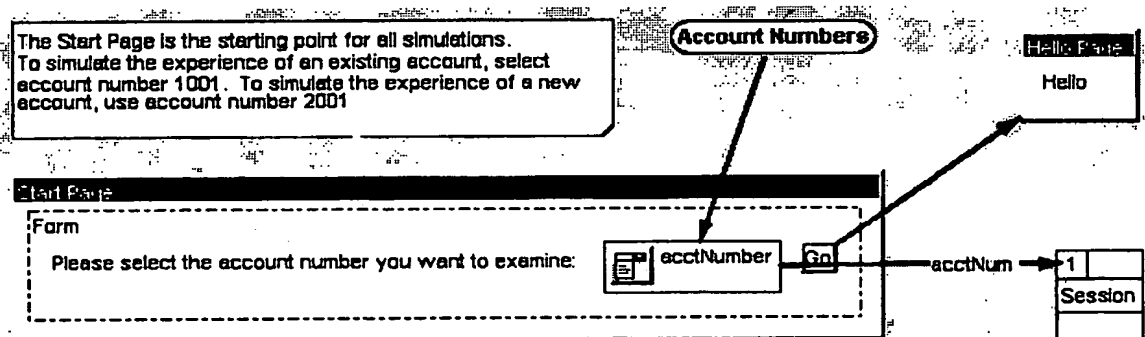 The Start Page is the starting point for all simulations.
To simulate the experience of an existing account, select
account number 1001. To simulate the experience of a new
account, use account number 2001
Account Numbers
Hello Page
Hello
Start Page
Form
Please select the account number you want to examine:
acctNumber
Go
acctNum
1
Session